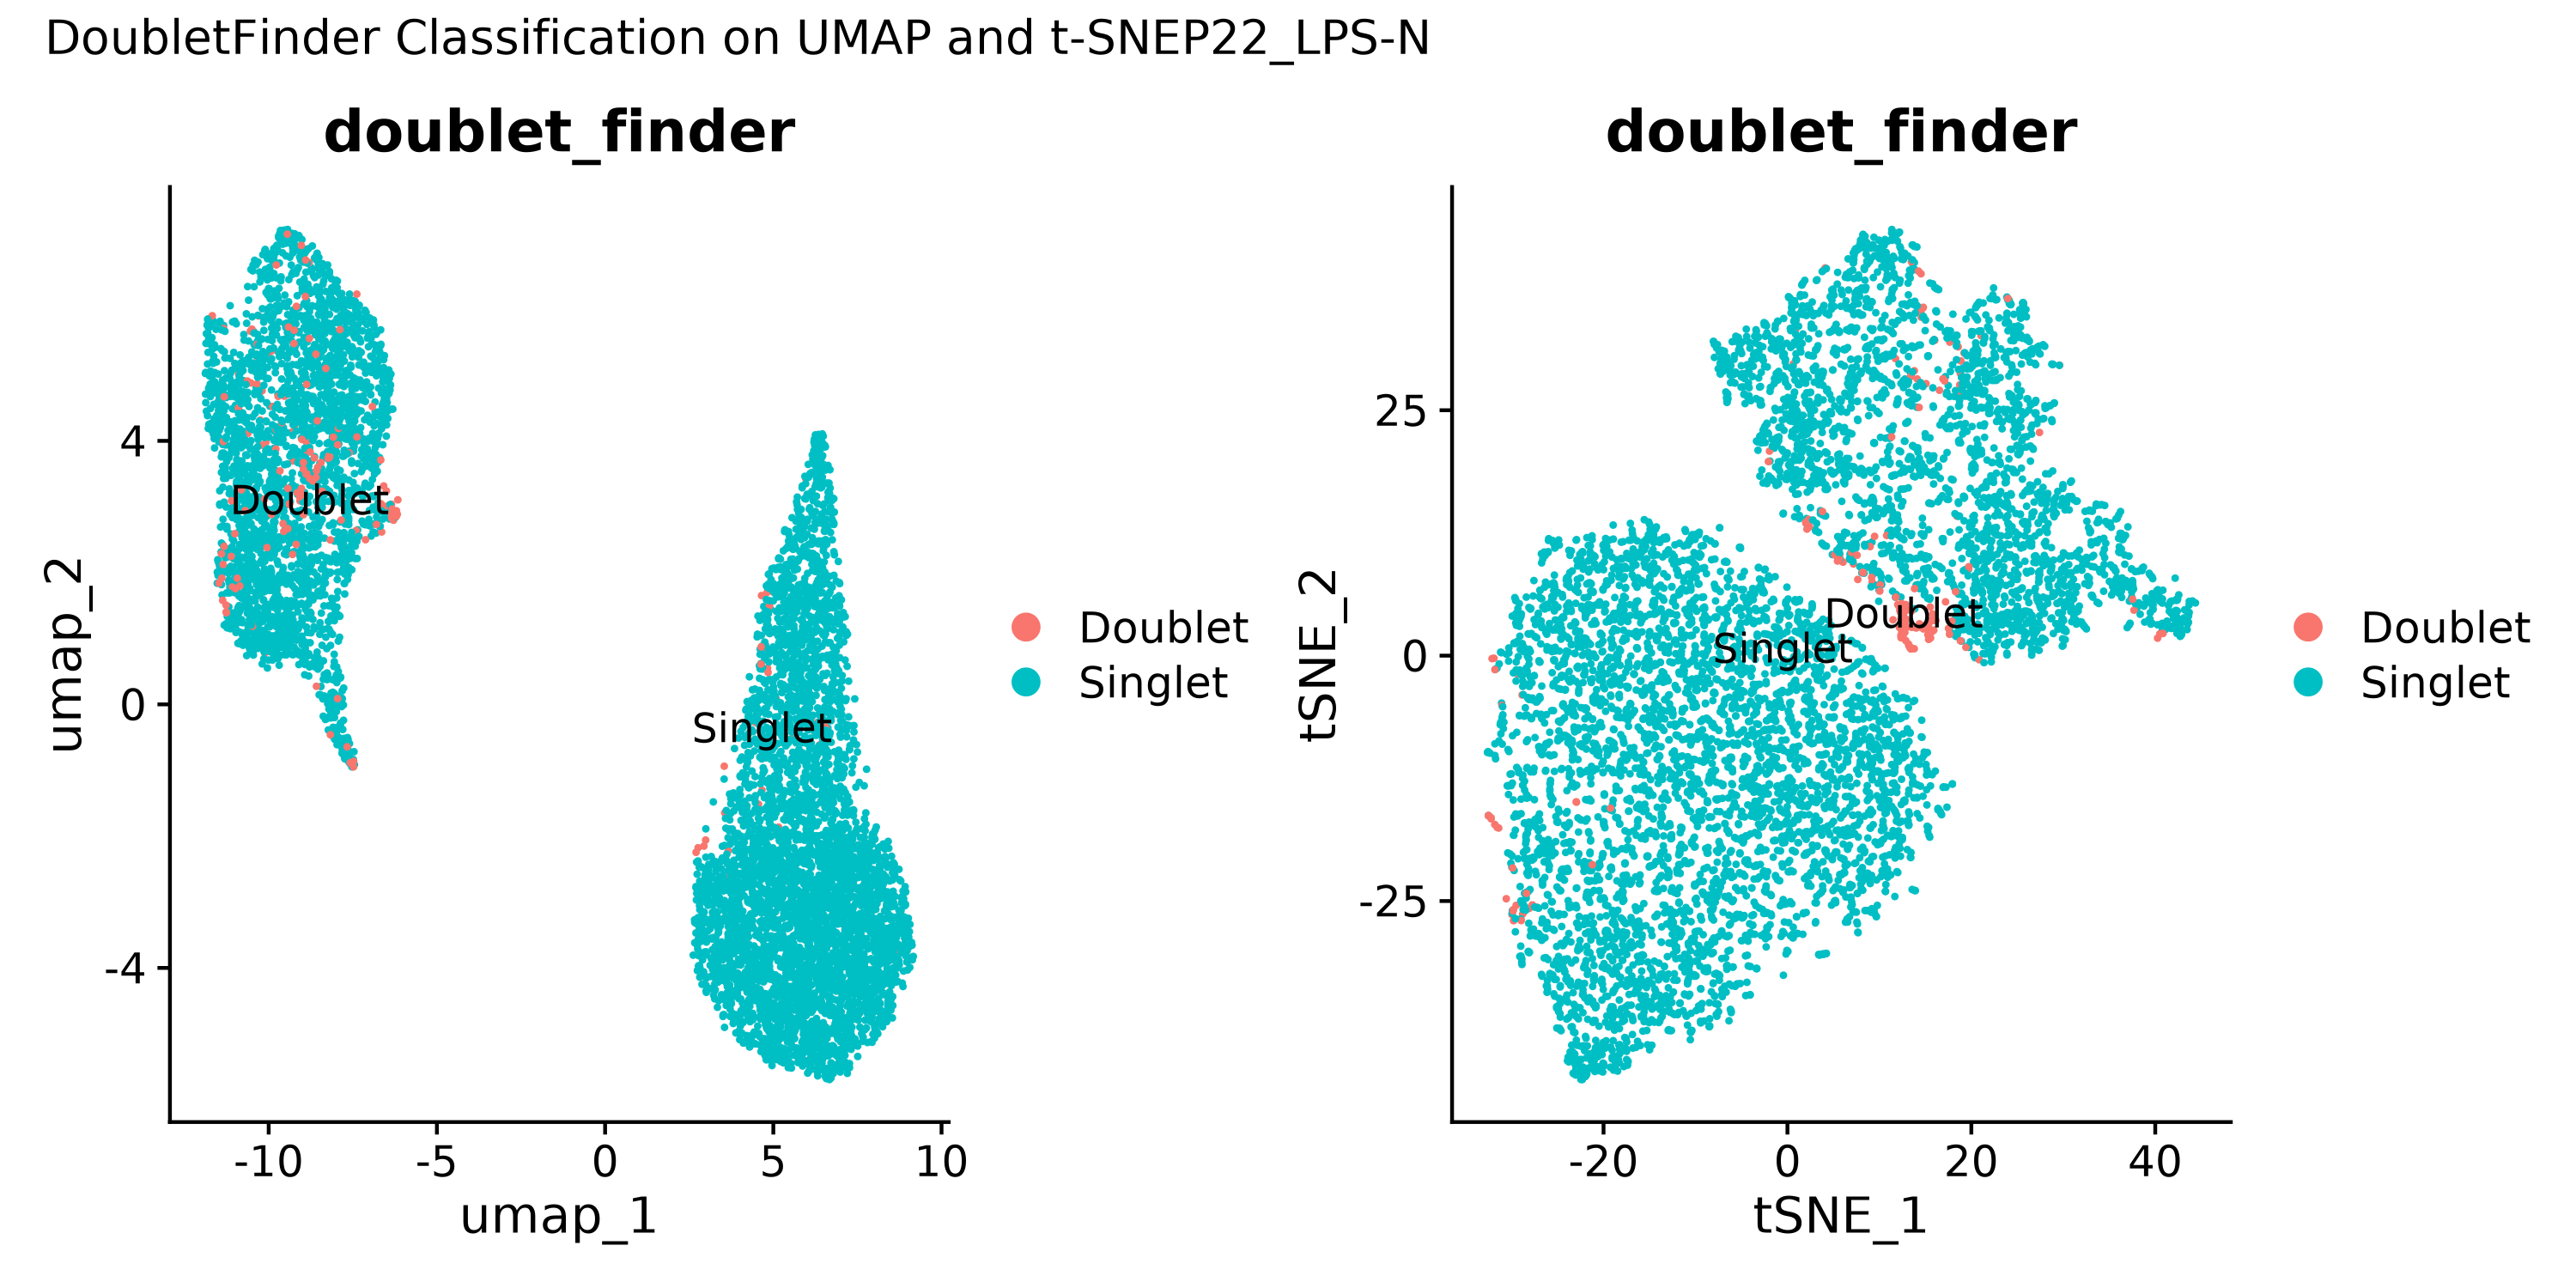 DoubletFinder Classification on UMAP and t-SNEP22_LPS-N
doublet_finder
umap_2
4
0
-4
Doublet
Singlet
-10 -5 0 5 10
umap_1
Doublet
Singlet
doublet_finder
tSNE_2
25
0
-25
Doublet
Singlet
-20 0 20 40
tSNE_1
Doublet
Singlet